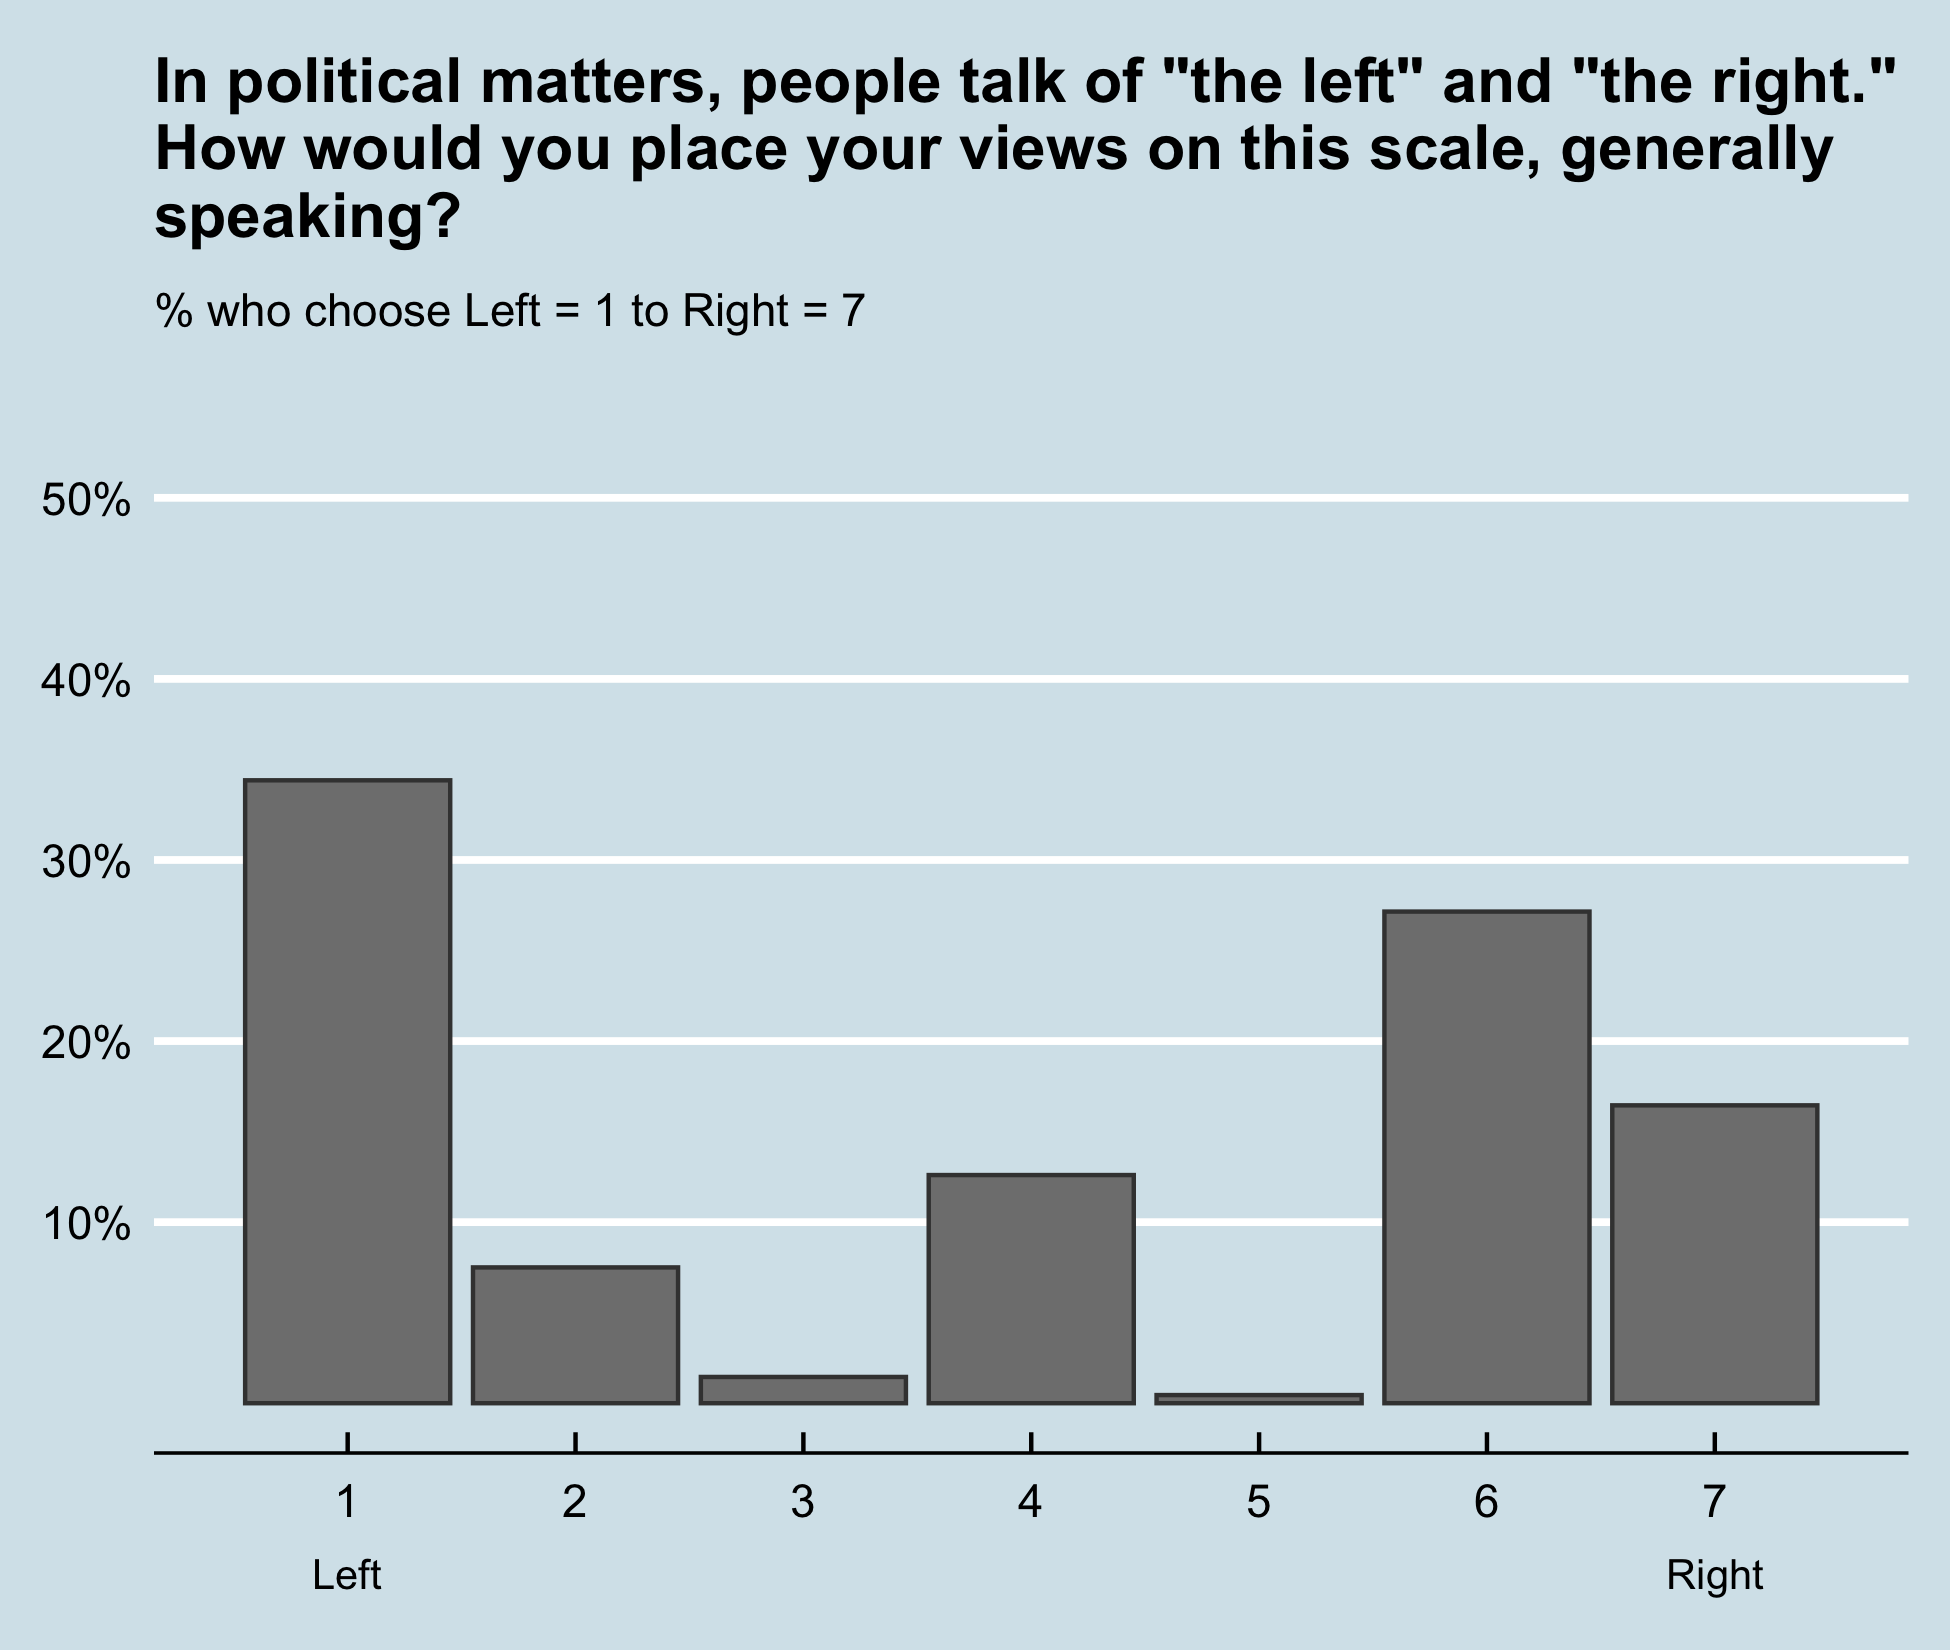 In political matters, people talk of "the left" and "the right."
How would you place your views on this scale, generally
speaking?
% who choose Left = 1 to Right = 7
50%
40%
30%
20%
10%
1 2 3 4 5 6 7
Left Right